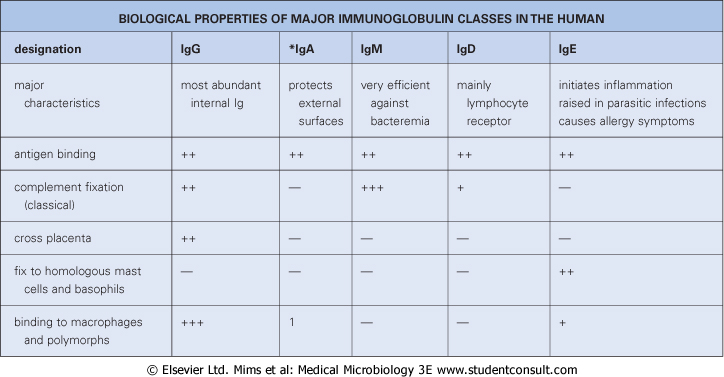 BIOLOGICAL PROPERTIES OF MAJOR IMMUNOGLOBULIN CLASSES IN THE HUMAN
designation IgG *IgA IgM IgD IgE
major most abundant protects very efficient mainly initiates inflammation
characteristics internal Ig external against lymphocyte raised in parasitic infections
surfaces bacteremia receptor causes allergy symptoms
antigen binding ++ ++ ++ ++ ++
complement fixation ++ — +++ + —
(classical)
cross placenta ++ — — — —
fix to homologous mast — — — — ++
cells and basophils
binding to macrophages +++ 1 — — +
and polymorphs
© Elsevier Ltd. Mims et al: Medical Microbiology 3E www.studentconsult.com